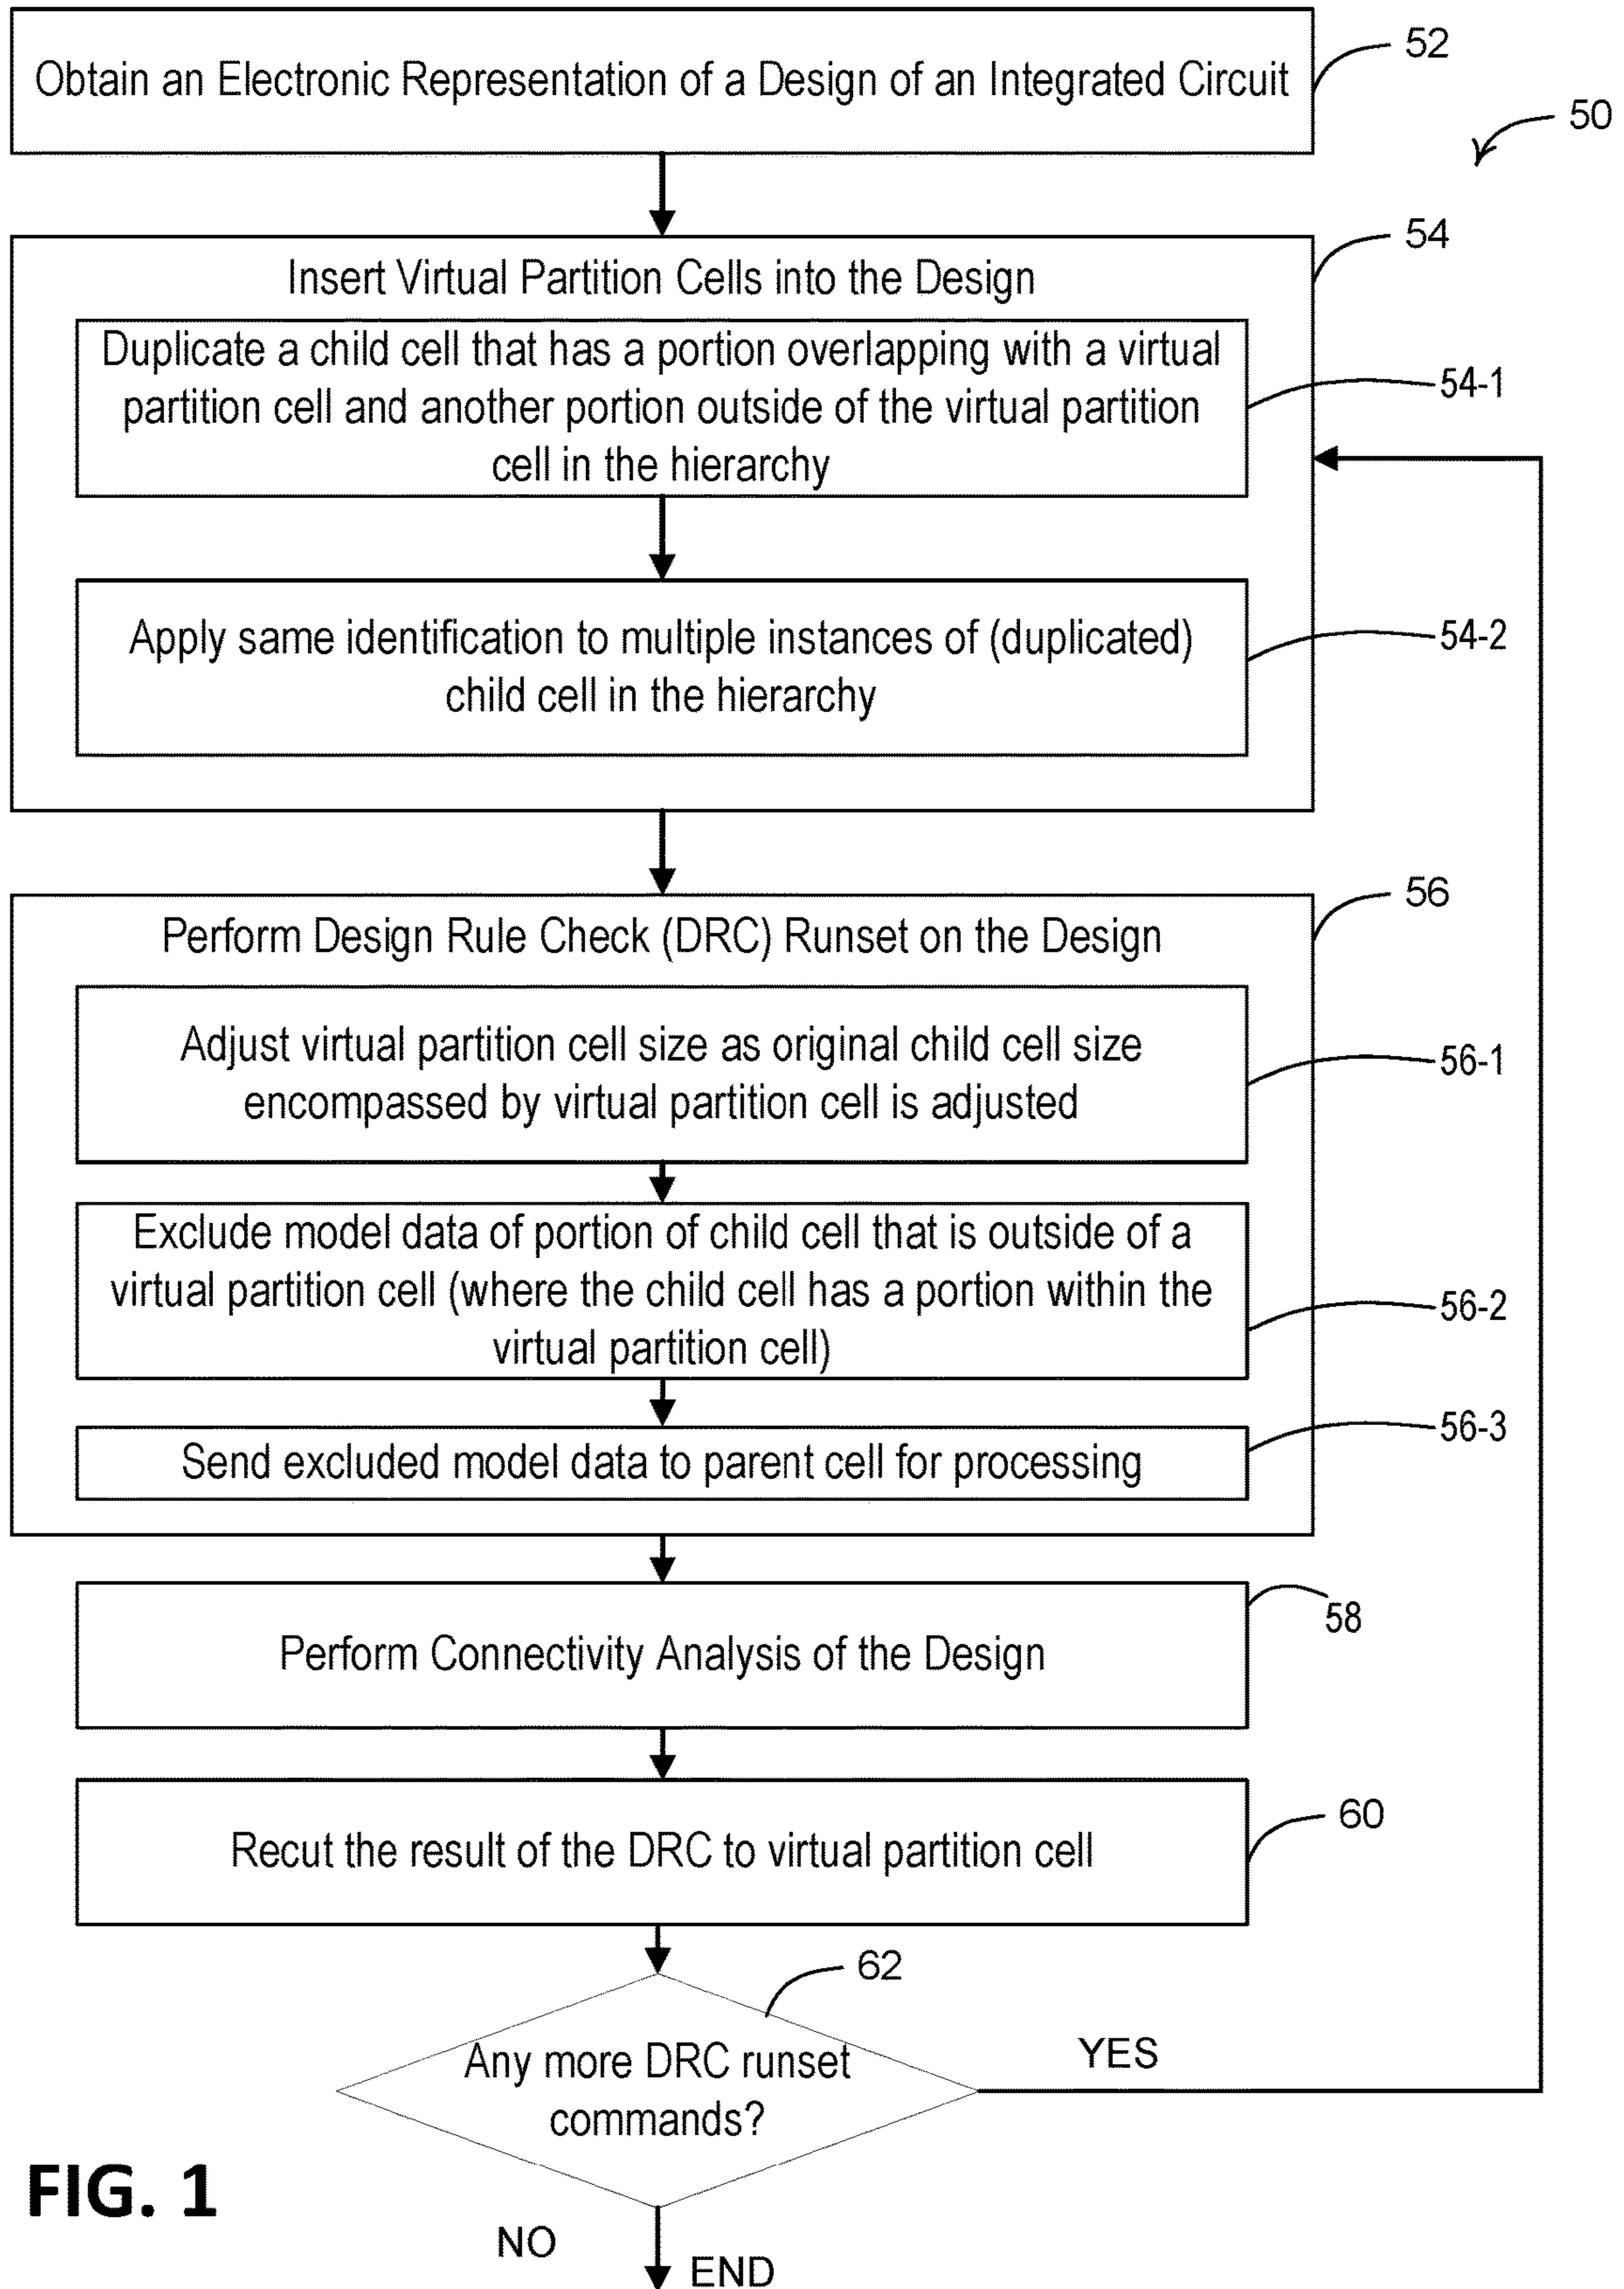 Obtain an Electronic Representation of a Design of an Integrated Circuit
52
50
54
Insert Virtual Partition Cells into the Design
Duplicate a child cell that has a portion overlapping with a virtual
partition cell and another portion outside of the virtual partition
cell in the hierarchy
54-1
Apply same identification to multiple instances of (duplicated)
child cell in the hierarchy
54-2
56
Perform Design Rule Check (DRC) Runset on the Design
Adjust virtual partition cell size as original child cell size
encompassed by virtual partition cell is adjusted
56-1
Exclude model data of portion of child cell that is outside of a
virtual partition cell (where the child cell has a portion within the
virtual partition cell)
56-2
Send excluded model data to parent cell for processing
56-3
Perform Connectivity Analysis of the Design
58
Recut the result of the DRC to virtual partition cell
60
62
Any more DRC runset
commands?
YES
FIG. 1
NO
END